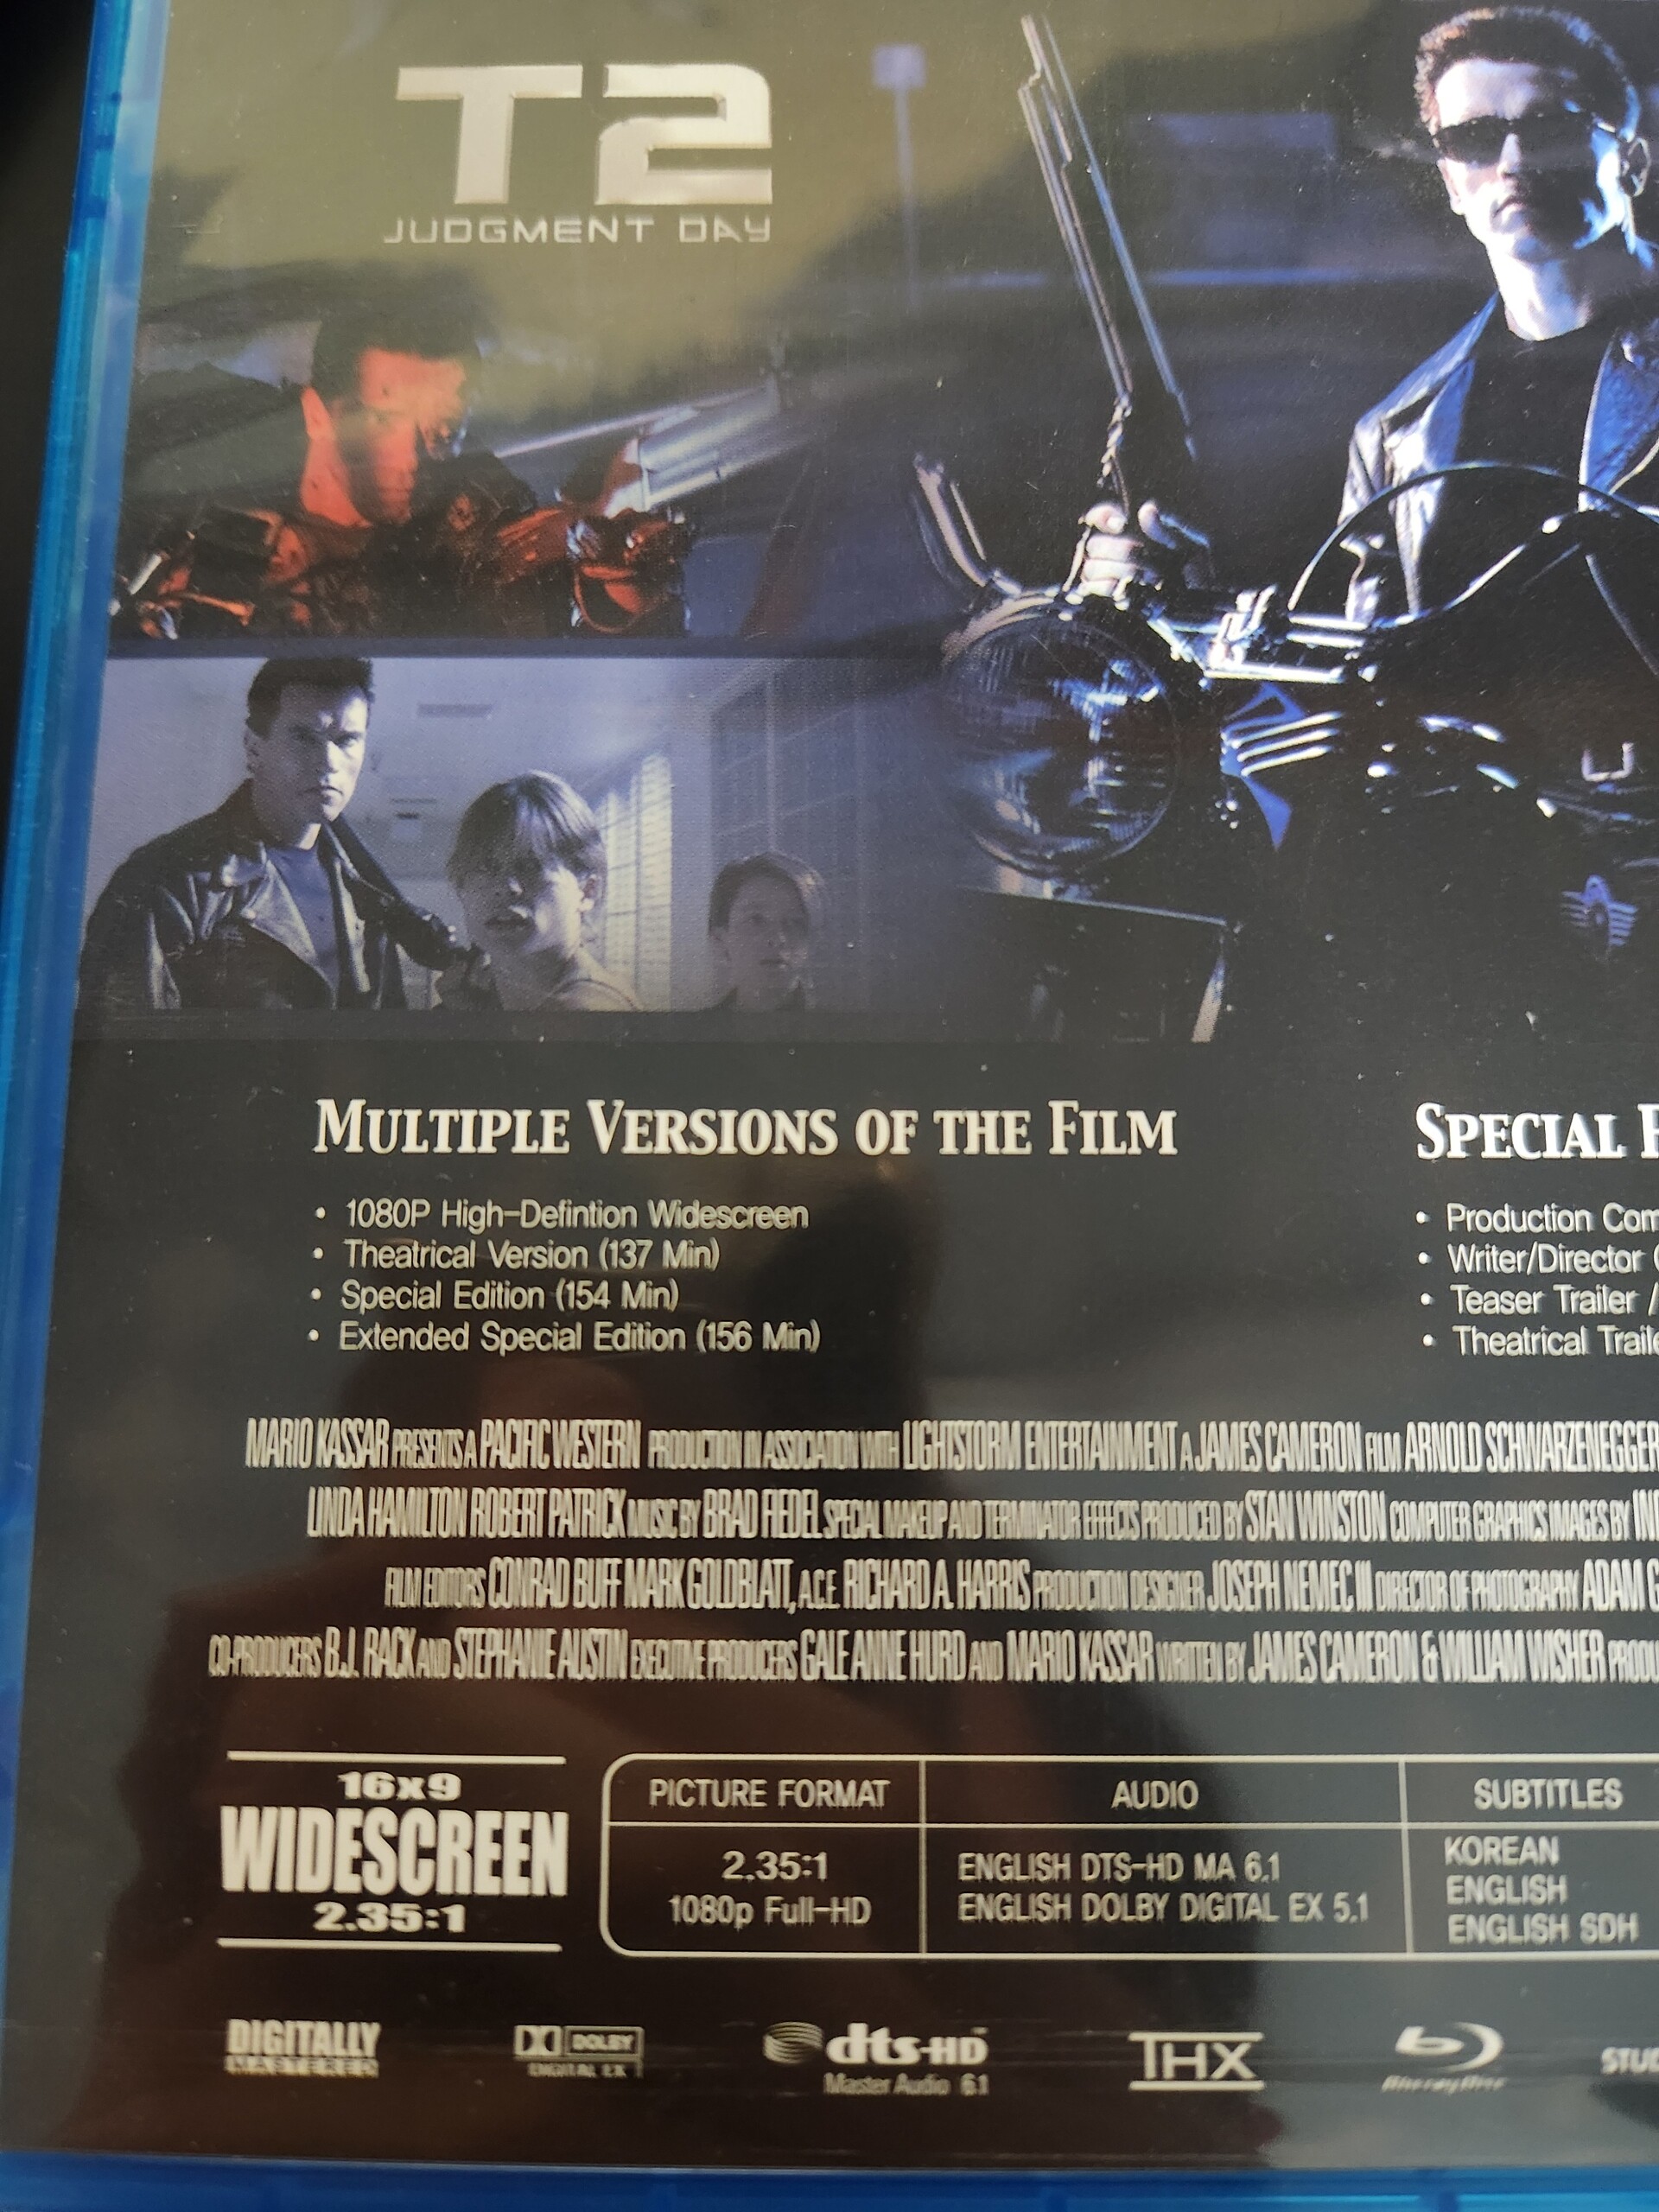 T2
JUDGMENT DAY
MULTIPLE VERSIONS OF THE FILM
• 1080P High-Defintion Widescreen
• Theatrical Version (137 Min)
• Special Edition (154 Min)
• Extended Special Edition (156 Min)
SPECIAL
• Production
• Writer/Director
• Teaser Trailer /
• Theatrical
MARIO KASSAR PRESENTS A PACIFIC WESTERN PRODUCTION IN ASSOCIATION WITH LIGHTSTORM ENTERTAINMENT A JAMES CAMERON FILM ARNOLD SCHWARZENEGGER
LINDA HAMILTON ROBERT PATRICK MUSIC BY BRAD FIEDEL SPECIAL MAKEUP AND TERMINATOR EFFECTS PRODUCED BY STAN WINSTON COMPUTER GRAPHICS IMAGES BY
FILM EDITORS CONRAD BUFF MARK GOLDBLATT, A.C.E. RICHARD A. HARRIS PRODUCTION DESIGNER JOSEPH NEMEC III DIRECTOR OF PHOTOGRAPHY ADAM
CO-PRODUCERS B.J. RACK AND STEPHANIE AUSTIN EXECUTIVE PRODUCERS GALE ANNE HURD AND MARIO KASSAR WRITTEN BY JAMES CAMERON & WILLIAM WISHER
16x9
WIDESCREEN
2.35:1
PICTURE FORMAT
2.35:1
1080p Full-HD
AUDIO
ENGLISH DTS-HD MA 6.1
ENGLISH DOLBY DIGITAL EX 5.1
SUBTITLES
KOREAN
ENGLISH
ENGLISH SDH
DIGITALLY
MASTERED
DOLBY
DIGITAL EX
dts-HD
Master Audio 6.1
THX
Blu-ray Disc